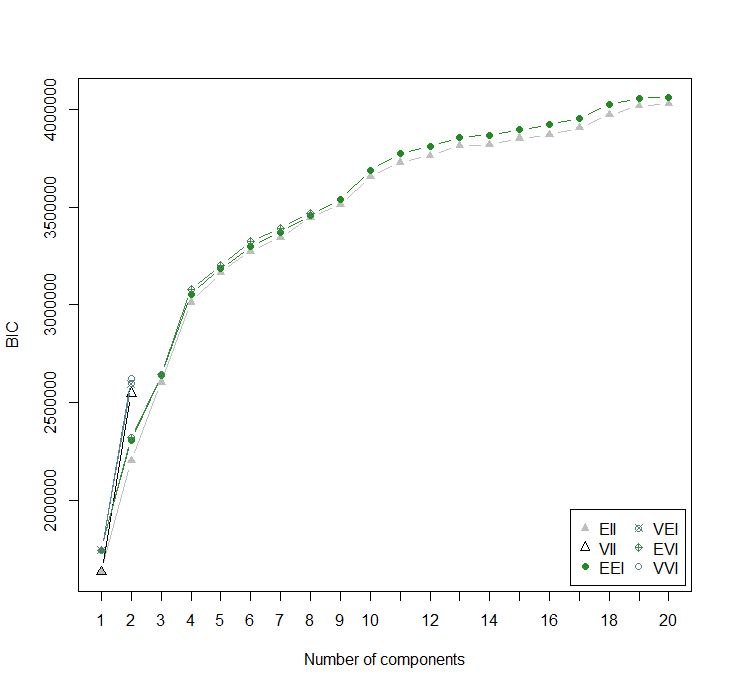 4000000
3500000
3000000
2500000
2000000
BIC
1 2 3 4 5 6 7 8 9 10 12 14 16 18 20
Number of components
EII VEI
VII EVI
EEI VVI